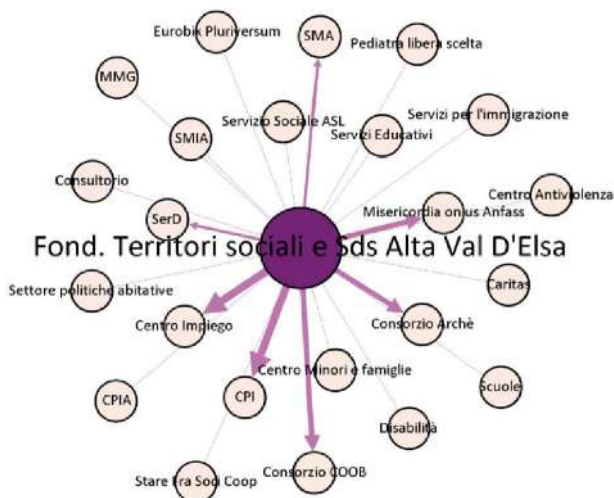 Eurobix Pluriversum
SMA
Pediatra libera scelta
MMG
Servizio Sociale ASL
Servizi per l'immigrazione
SMIA
Servizi Educativi
Consultorio
Centro Antiviolenza
SerD
Misericordia onlus Anfass
Fond. Territori sociali e Sds Alta Val D'Elsa
Settore politiche abitative
Caritas
Centro Impiego
Consorzio Archè
Centro Minori e famiglie
Scuole
CPIA
CPI
Disabilità
Stare Fra Soci Coop
Consorzio COOB